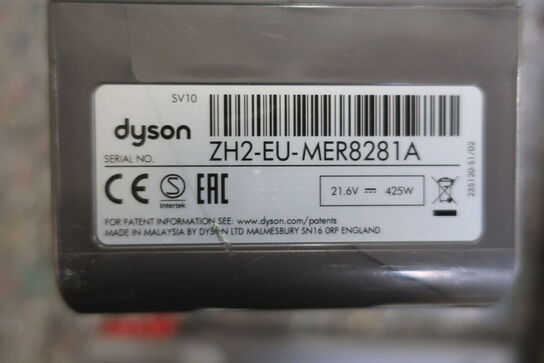 SV10
dyson
SERIAL NO. ZH2-EU-MER8281A
CE S Intertek EAC 21.6V ⎓ 425W
235120-51/02
FOR PATENT INFORMATION SEE: www.dyson.com/patents
MADE IN MALAYSIA BY DYSON LTD MALMESBURY SN16 0RP ENGLAND